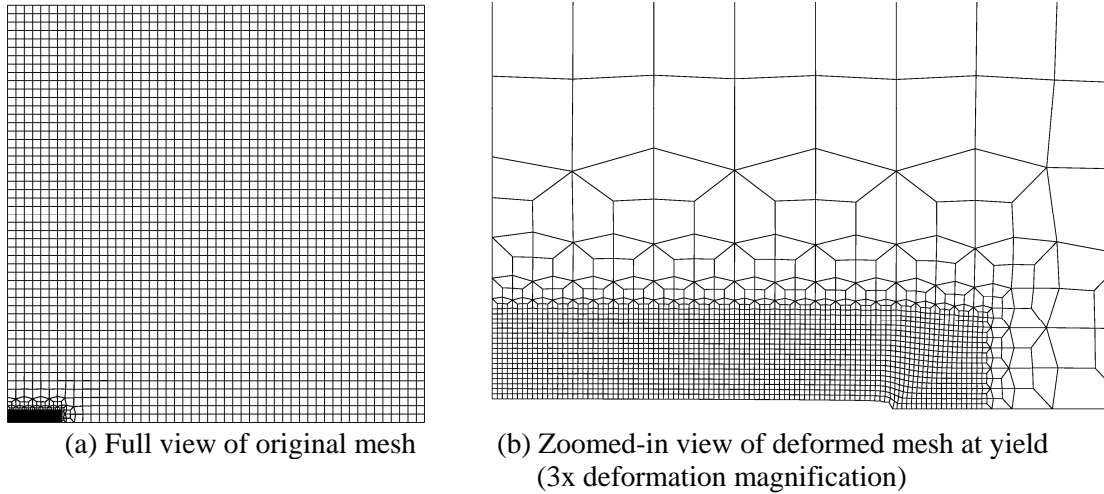 (a) Full view of original mesh
(b) Zoomed-in view of deformed mesh at yield
(3x deformation magnification)